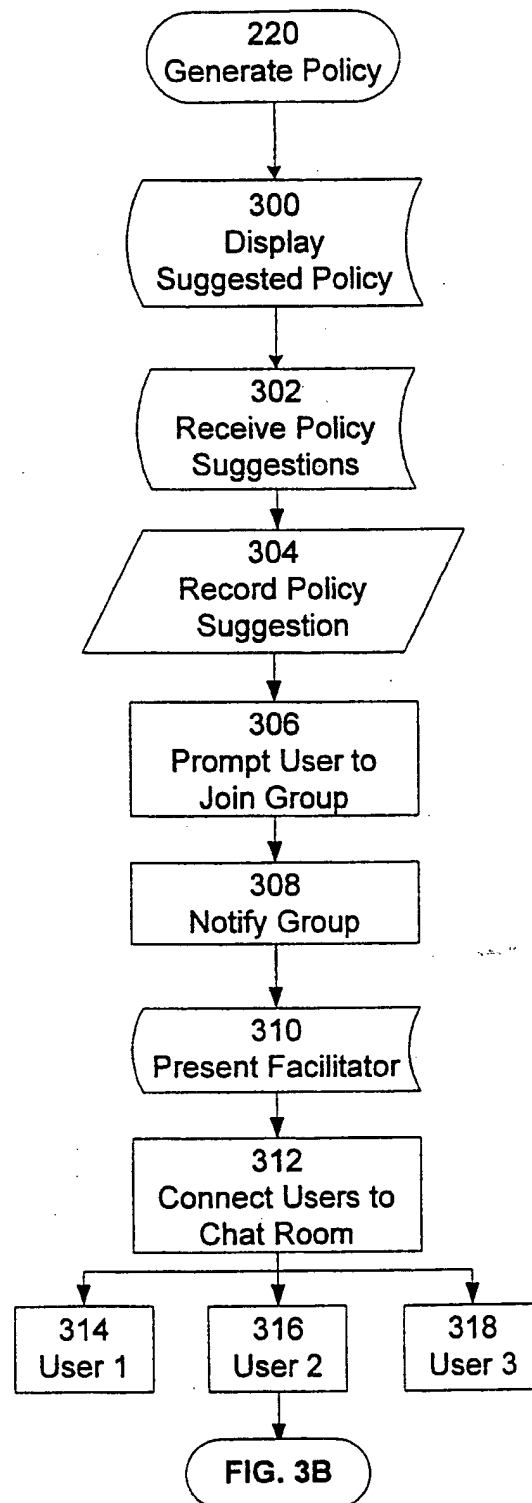 220
Generate Policy
300
Display
Suggested Policy
302
Receive Policy
Suggestions
304
Record Policy
Suggestion
306
Prompt User to
Join Group
308
Notify Group
310
Present Facilitator
312
Connect Users to
Chat Room
314
User 1
316
User 2
318
User 3
FIG. 3B